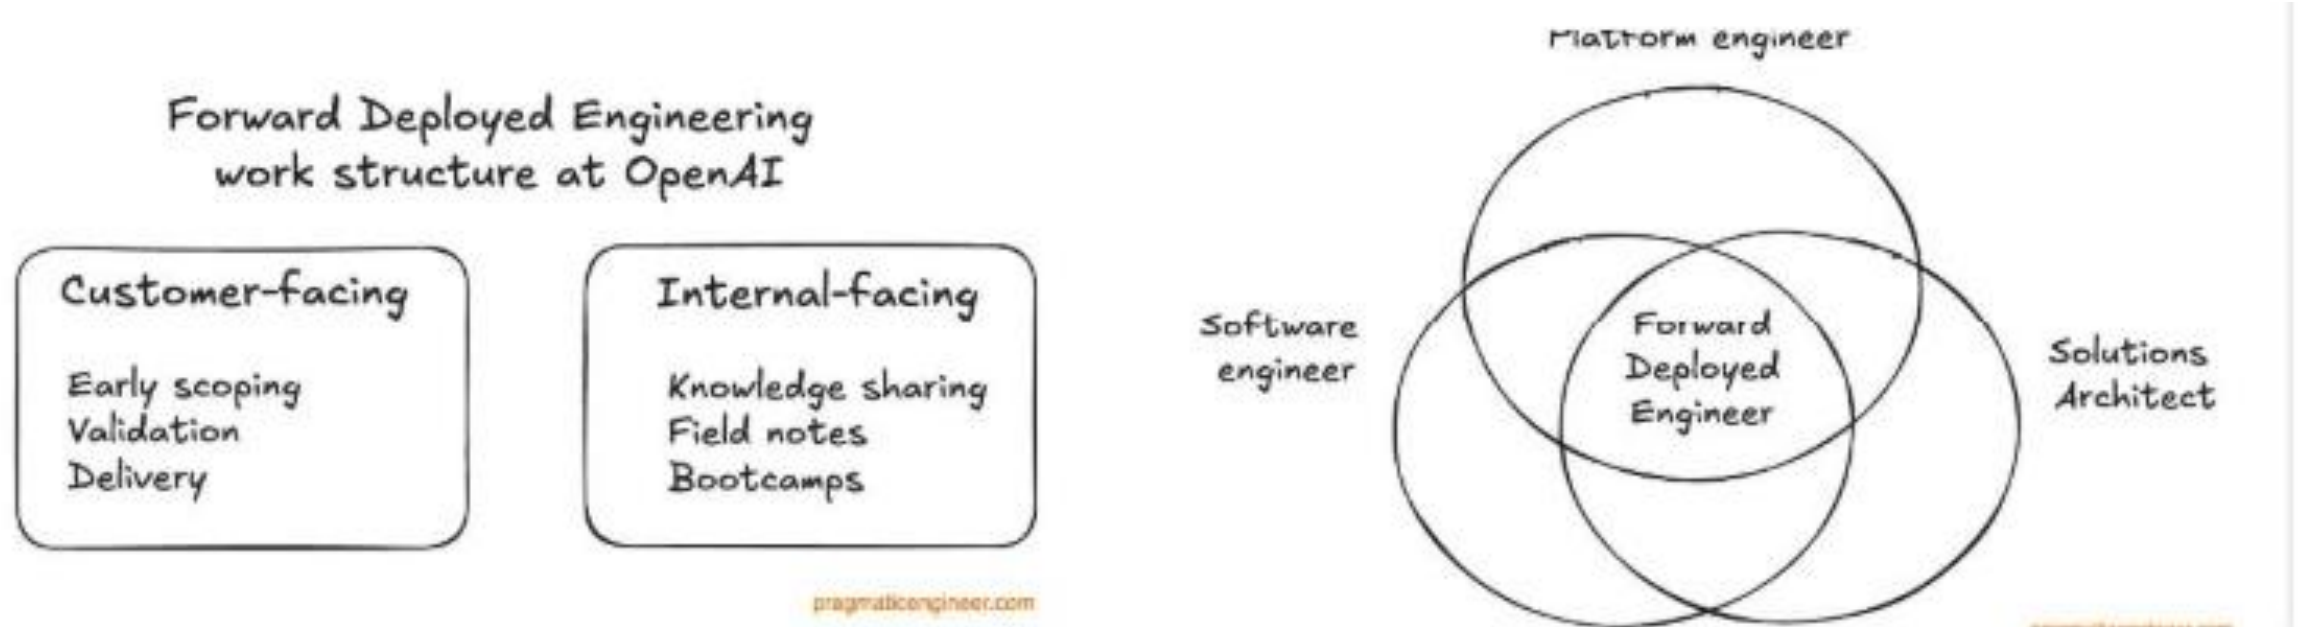 Forward Deployed Engineering
work structure at OpenAI
Customer-facing
Early scoping
Validation
Delivery
Internal-facing
Knowledge sharing
Field notes
Bootcamps
pragmaticengineer.com
Platform engineer
Software
engineer
Forward
Deployed
Engineer
Solutions
Architect